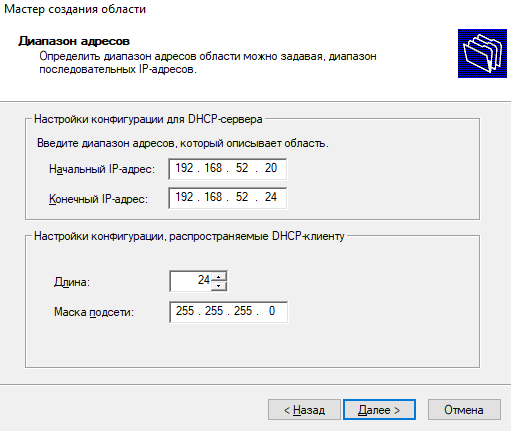 Мастер создания области
Диапазон адресов
Определить диапазон адресов области можно задавая, диапазон
последовательных IP-адресов.
Настройки конфигурации для DHCP-сервера
Введите диапазон адресов, который описывает область.
Начальный IP-адрес: 192 . 168 . 52 . 20
Конечный IP-адрес: 192 . 168 . 52 . 24
Настройки конфигурации, распространяемые DHCP-клиенту
Длина: 24
Маска подсети: 255 . 255 . 255 . 0
< Назад Далее > Отмена